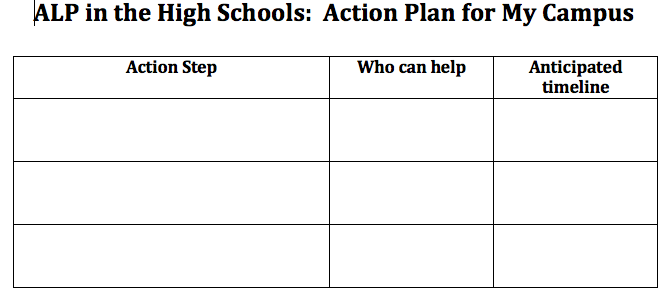 ALP in the High Schools:  Action Plan for My Campus
Action Step
Who can help
Anticipated
timeline